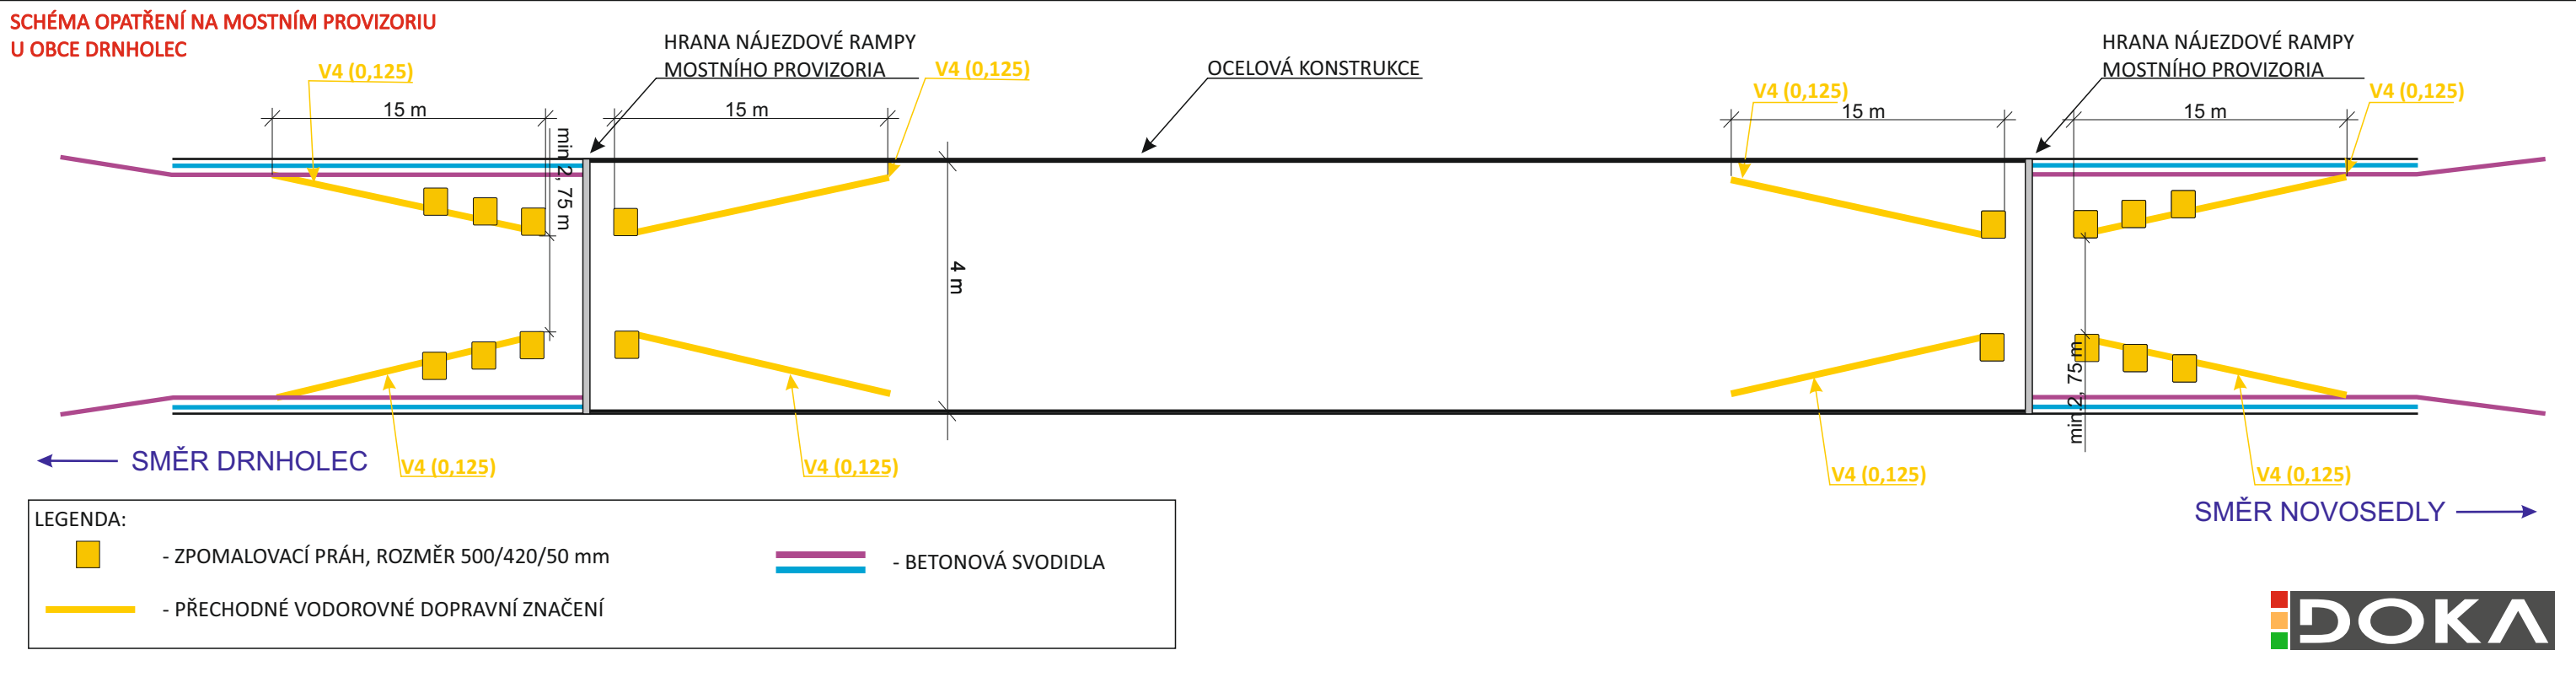 SCHÉMA OPATŘENÍ NA MOSTNÍM PROVIZORIU
U OBCE DRNHOLEC
V4 (0,125)
15 m
HRANA NÁJEZDOVÉ RAMPY
MOSTNÍHO PROVIZORIA
15 m
V4 (0,125)
OCELOVÁ KONSTRUKCE
V4 (0,125)
15 m
HRANA NÁJEZDOVÉ RAMPY
MOSTNÍHO PROVIZORIA
15 m
V4 (0,125)
min 2, 75 m
4 m
min.2, 75 m
SMĚR DRNHOLEC
V4 (0,125)
V4 (0,125)
V4 (0,125)
V4 (0,125)
SMĚR NOVOSEDLY
LEGENDA:
- ZPOMALOVACÍ PRÁH, ROZMĚR 500/420/50 mm
- BETONOVÁ SVODIDLA
- PŘECHODNÉ VODOROVNÉ DOPRAVNÍ ZNAČENÍ
DOKA